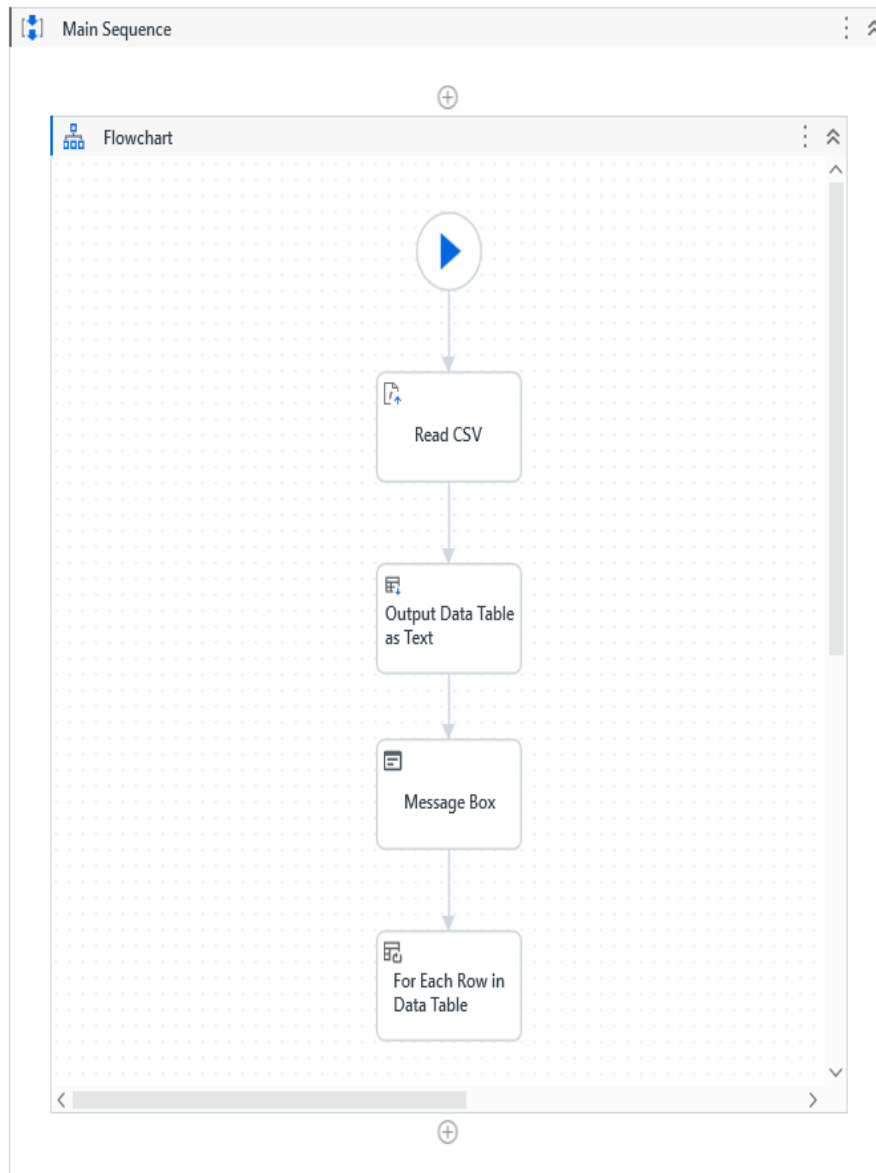 Main Sequence
Flowchart
Read CSV
Output Data Table
as Text
Message Box
For Each Row in
Data Table